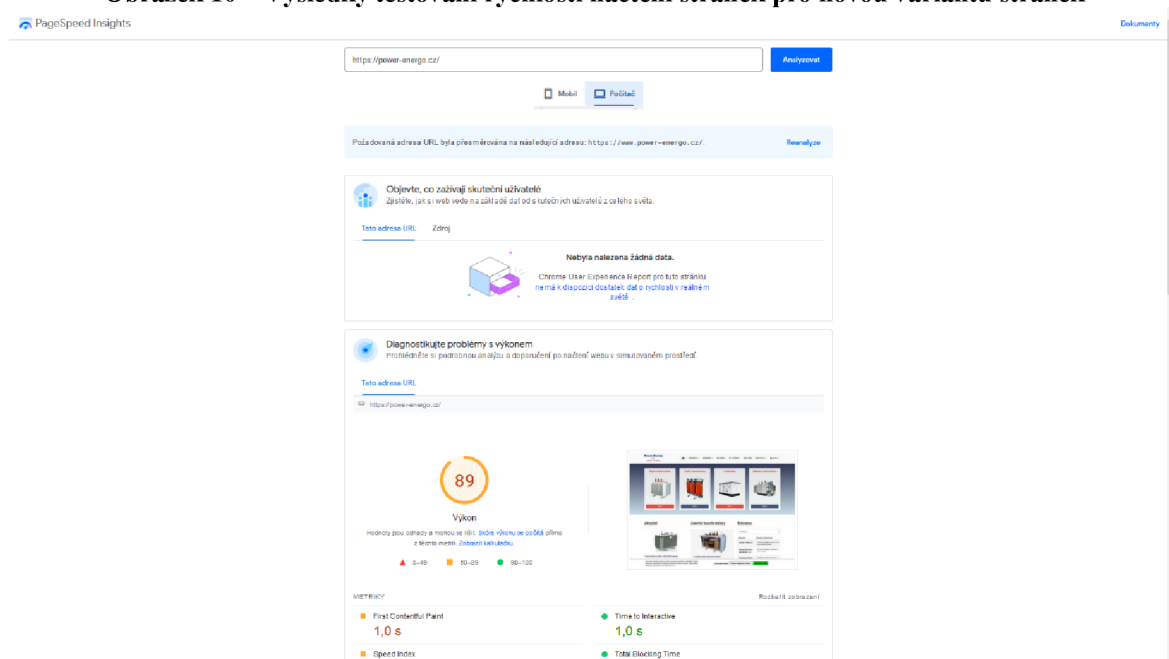 PageSpeed Insights
Dokumenty
https://power-energo.cz/
Analyzovat
Mobil
Počítač
Požadovaná adresa URL byla přesměrována na následující adresu: https://www.power-energo.cz/.
Reanalyze
Objevte, co zažívají skuteční uživatelé
Zjistěte, jak si web vede na základě dat od skutečných uživatelů z celého světa.
Tato adresa URL
Zdroj
Nebyla nalezena žádná data.
Chrome User Experience Report pro tuto stránku
nemá k dispozici dostatek dat o rychlosti v reálném
světě .
Diagnostikujte problémy s výkonem
Prohlédněte si podrobnou analýzu a doporučení po načtení webu v simulovaném prostředí.
Tato adresa URL
https://power-energo.cz/
89
Výkon
Hodnoty jsou odhady a mohou se lišit. Skóre výkonu se počítá přímo
z těchto metrik. Zobrazit kalkulačku.
0–49
50–89
90–100
METRIKY
Rozbalit zobrazení
First Contentful Paint
1,0 s
Time to Interactive
1,0 s
Speed Index
Total Blocking Time